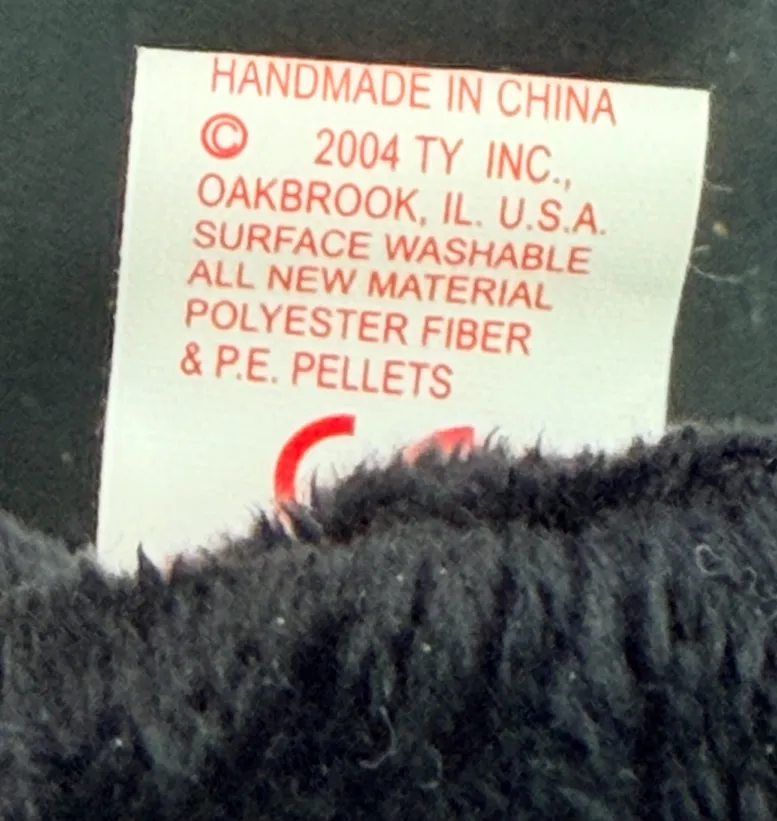 HANDMADE IN CHINA
© 2004 TY INC.,
OAKBROOK, IL. U.S.A.
SURFACE WASHABLE
ALL NEW MATERIAL
POLYESTER FIBER
& P.E. PELLETS